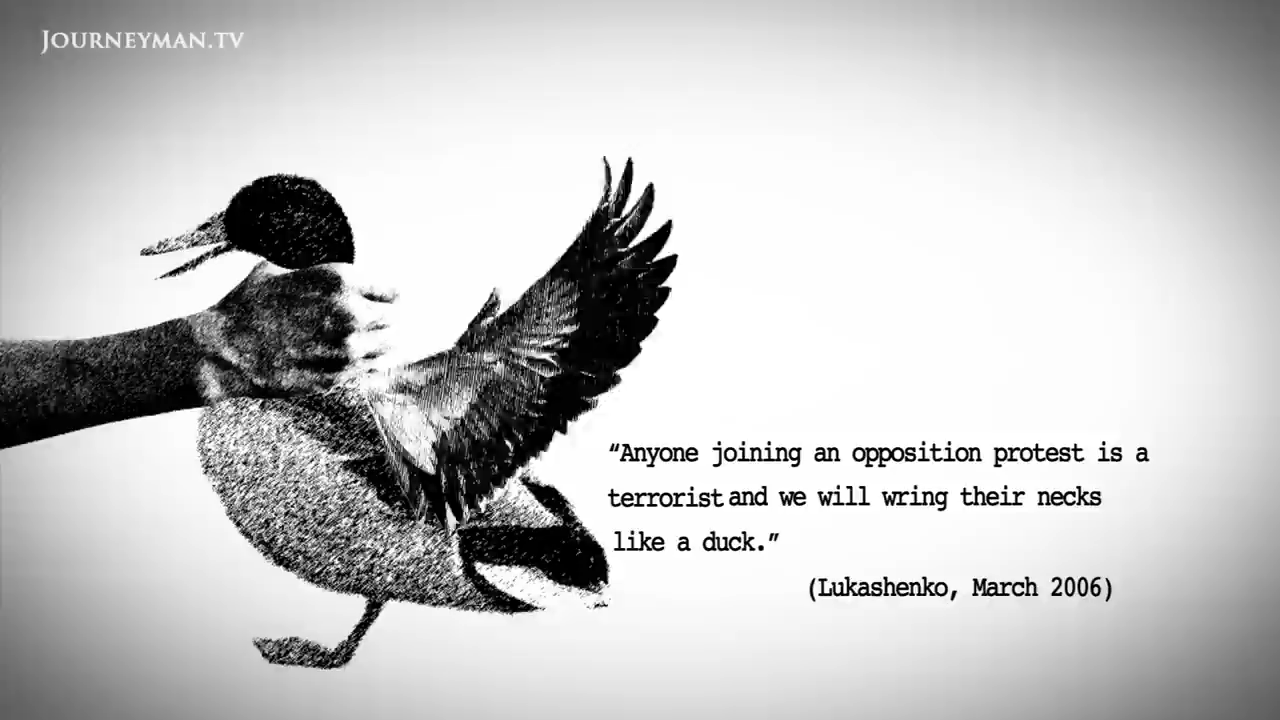 JOURNEYMAN.TV
“Anyone joining an opposition protest is a
terrorist and we will wring their necks
like a duck.”
(Lukashenko, March 2006)